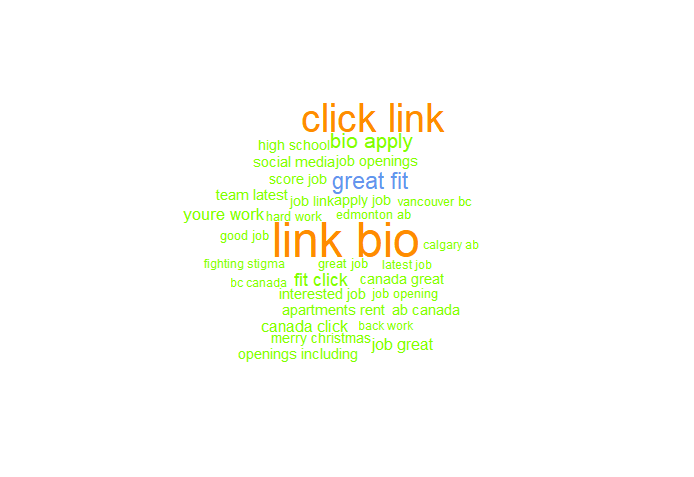 click link
high school bio apply
social media job openings
score job great fit
team latest job link apply job vancouver bc
youre work hard work edmonton ab
good job link bio calgary ab
fighting stigma great job latest job
bc canada fit click canada great
interested job job opening
apartments rent ab canada
canada click back work
merry christmas job great
openings including